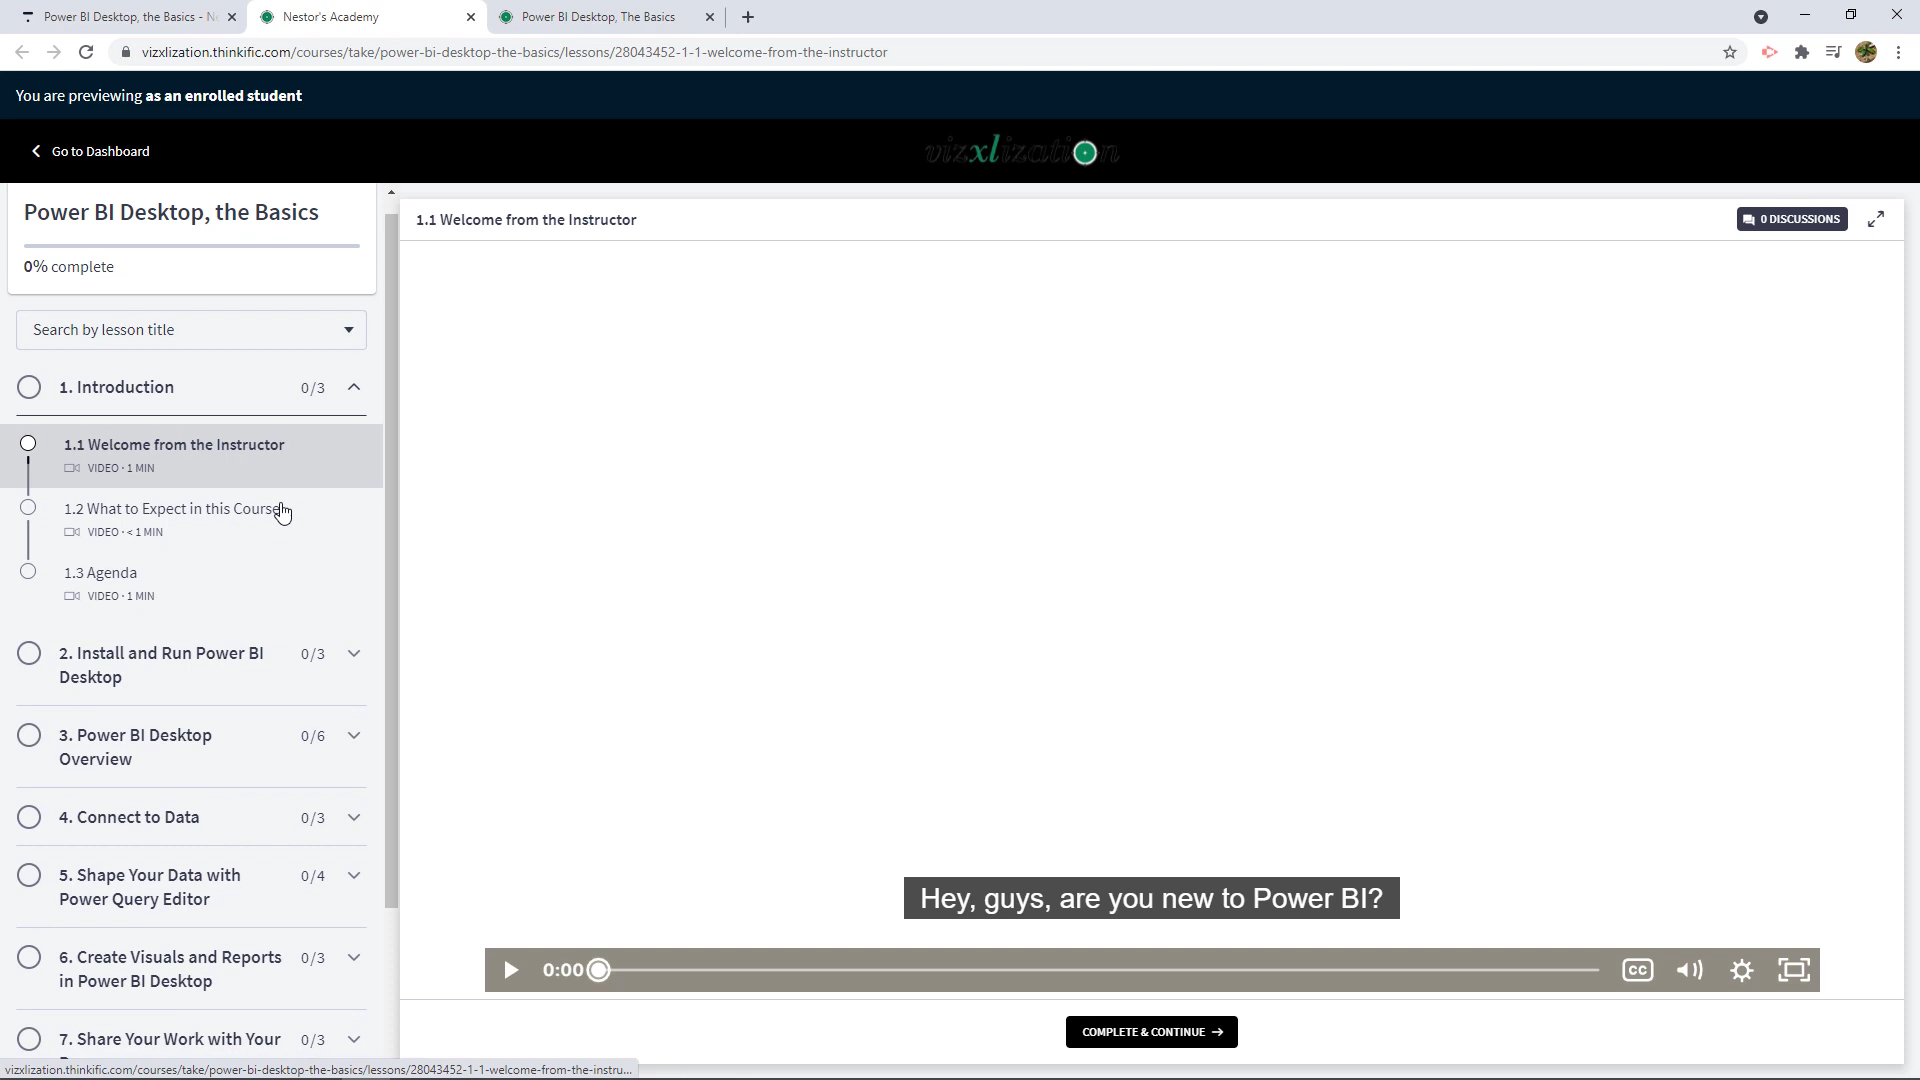 Power BI Desktop, the Basics - N
Nestor's Academy
Power BI Desktop, The Basics
vizxlization.thinkific.com/courses/take/power-bi-desktop-the-basics/lessons/28043452-1-1-welcome-from-the-instructor
You are previewing as an enrolled student
Go to Dashboard
vizxlization
Power BI Desktop, the Basics
0% complete
Search by lesson title
1. Introduction 0/3
1.1 Welcome from the Instructor
VIDEO · 1 MIN
1.2 What to Expect in this Course
VIDEO · < 1 MIN
1.3 Agenda
VIDEO · 1 MIN
2. Install and Run Power BI 0/3
Desktop
3. Power BI Desktop 0/6
Overview
4. Connect to Data 0/3
5. Shape Your Data with 0/4
Power Query Editor
6. Create Visuals and Reports 0/3
in Power BI Desktop
7. Share Your Work with Your 0/3
vizxlization.thinkific.com/courses/take/power-bi-desktop-the-basics/lessons/28043452-1-1-welcome-from-the-instru...
1.1 Welcome from the Instructor
0 DISCUSSIONS
Hey, guys, are you new to Power BI?
0:00
CC
COMPLETE & CONTINUE →